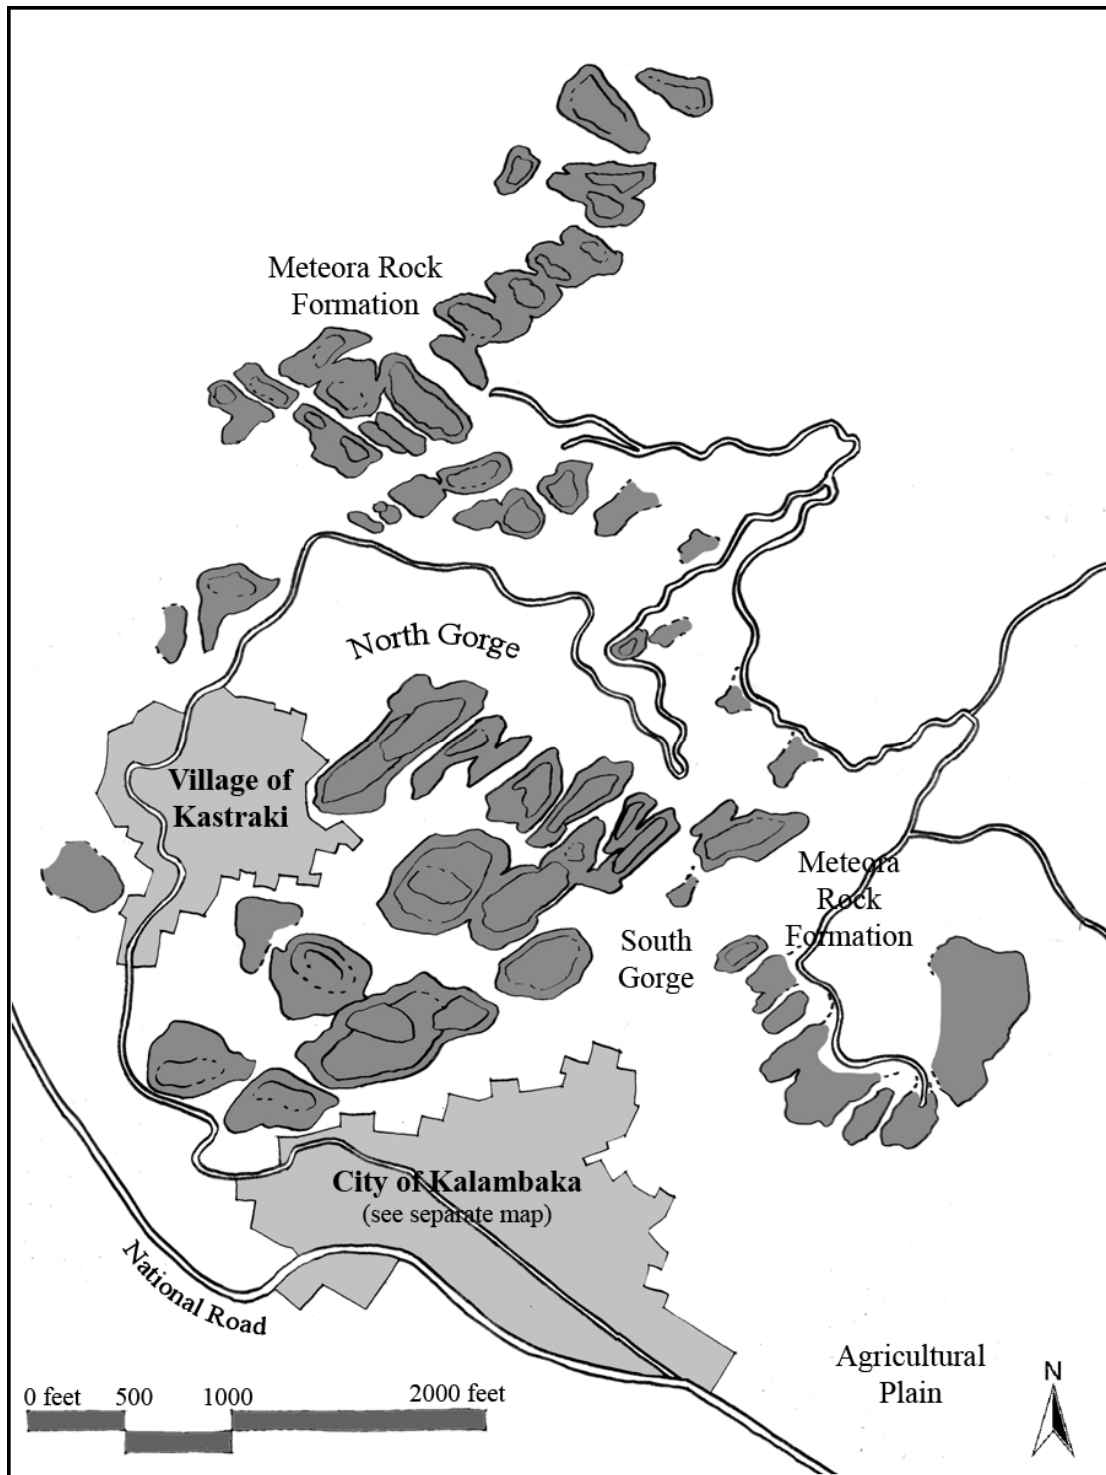 Meteora Rock
Formation
North Gorge
Village of
Kastraki
Meteora
Rock
Formation
South
Gorge
City of Kalambaka
(see separate map)
National Road
Agricultural
Plain
N
0 feet 500 1000 2000 feet